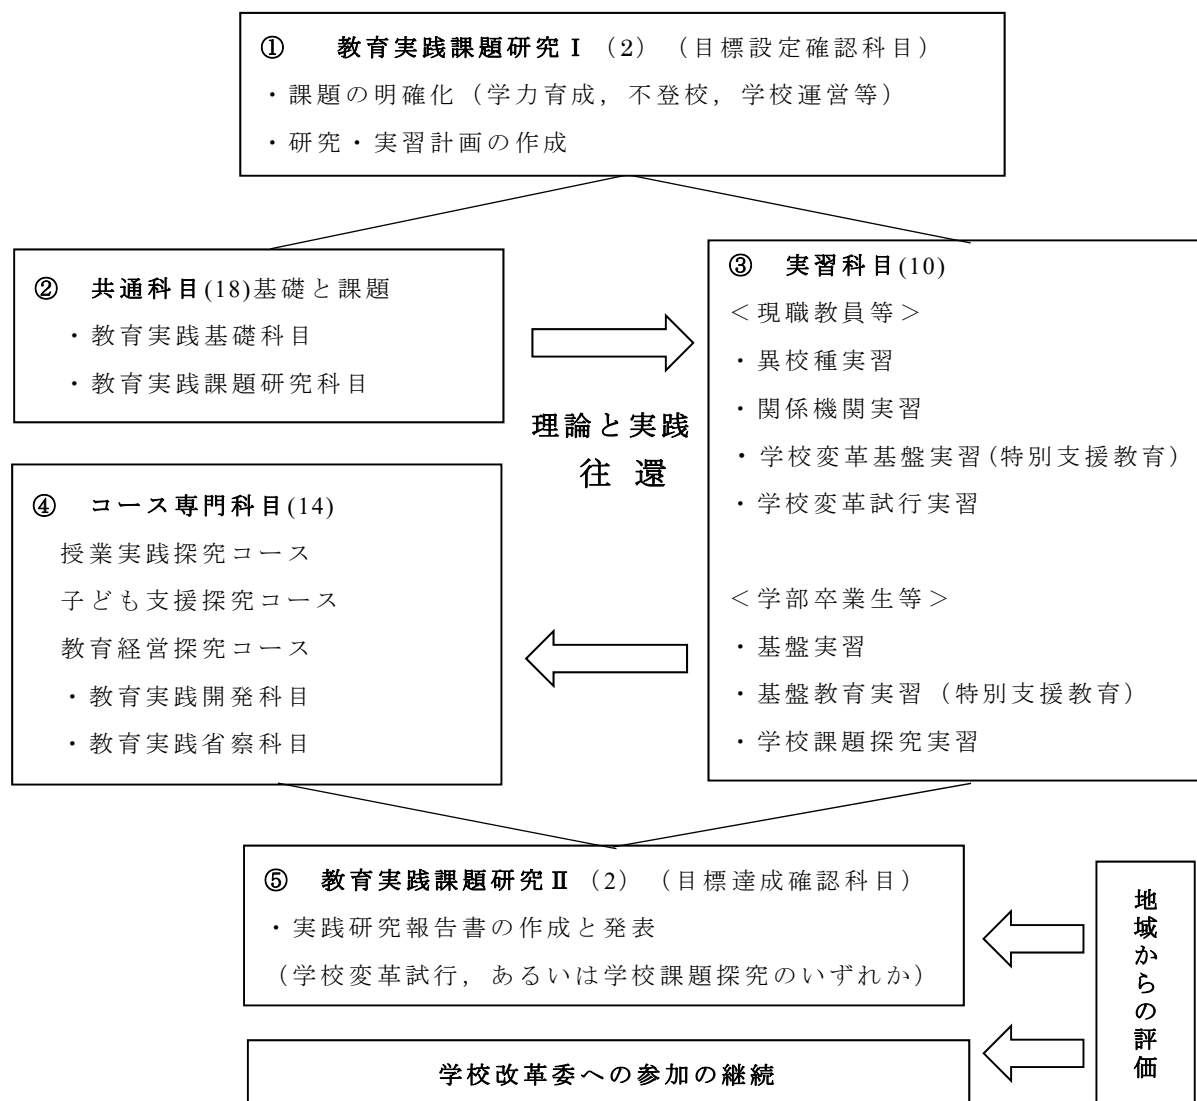 ① 教育実践課題研究Ⅰ（2）（目標設定確認科目）
・課題の明確化（学力育成，不登校，学校運営等）
・研究・実習計画の作成
② 共通科目(18)基礎と課題
・教育実践基礎科目
・教育実践課題研究科目
理論と実践
往還
③ 実習科目(10)
＜現職教員等＞
・異校種実習
・関係機関実習
・学校変革基盤実習(特別支援教育)
・学校変革試行実習
＜学部卒業生等＞
・基盤実習
・基盤教育実習（特別支援教育）
・学校課題探究実習
④ コース専門科目(14)
授業実践探究コース
子ども支援探究コース
教育経営探究コース
・教育実践開発科目
・教育実践省察科目
⑤ 教育実践課題研究Ⅱ（2）（目標達成確認科目）
・実践研究報告書の作成と発表
（学校変革試行，あるいは学校課題探究のいずれか）
地域からの評価
学校改革委への参加の継続